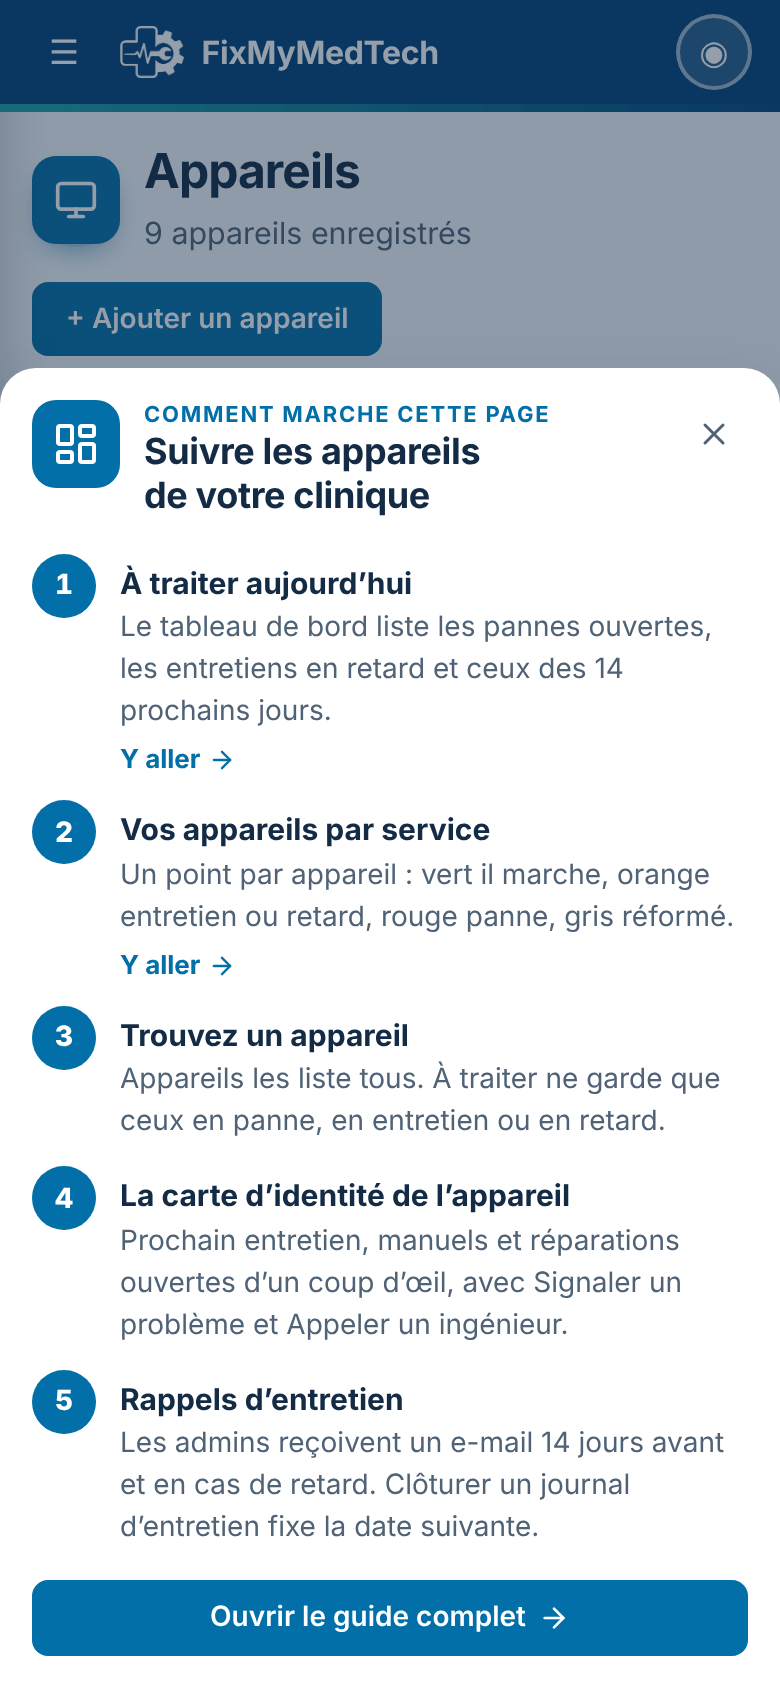 FixMyMedTech
Appareils
9 appareils enregistrés
+ Ajouter un appareil
COMMENT MARCHE CETTE PAGE
Suivre les appareils
de votre clinique
1
À traiter aujourd’hui
Le tableau de bord liste les pannes ouvertes,
les entretiens en retard et ceux des 14
prochains jours.
Y aller →
2
Vos appareils par service
Un point par appareil : vert il marche, orange
entretien ou retard, rouge panne, gris réformé.
Y aller →
3
Trouvez un appareil
Appareils les liste tous. À traiter ne garde que
ceux en panne, en entretien ou en retard.
4
La carte d’identité de l’appareil
Prochain entretien, manuels et réparations
ouvertes d’un coup d’œil, avec Signaler un
problème et Appeler un ingénieur.
5
Rappels d’entretien
Les admins reçoivent un e-mail 14 jours avant
et en cas de retard. Clôturer un journal
d’entretien fixe la date suivante.
Ouvrir le guide complet →